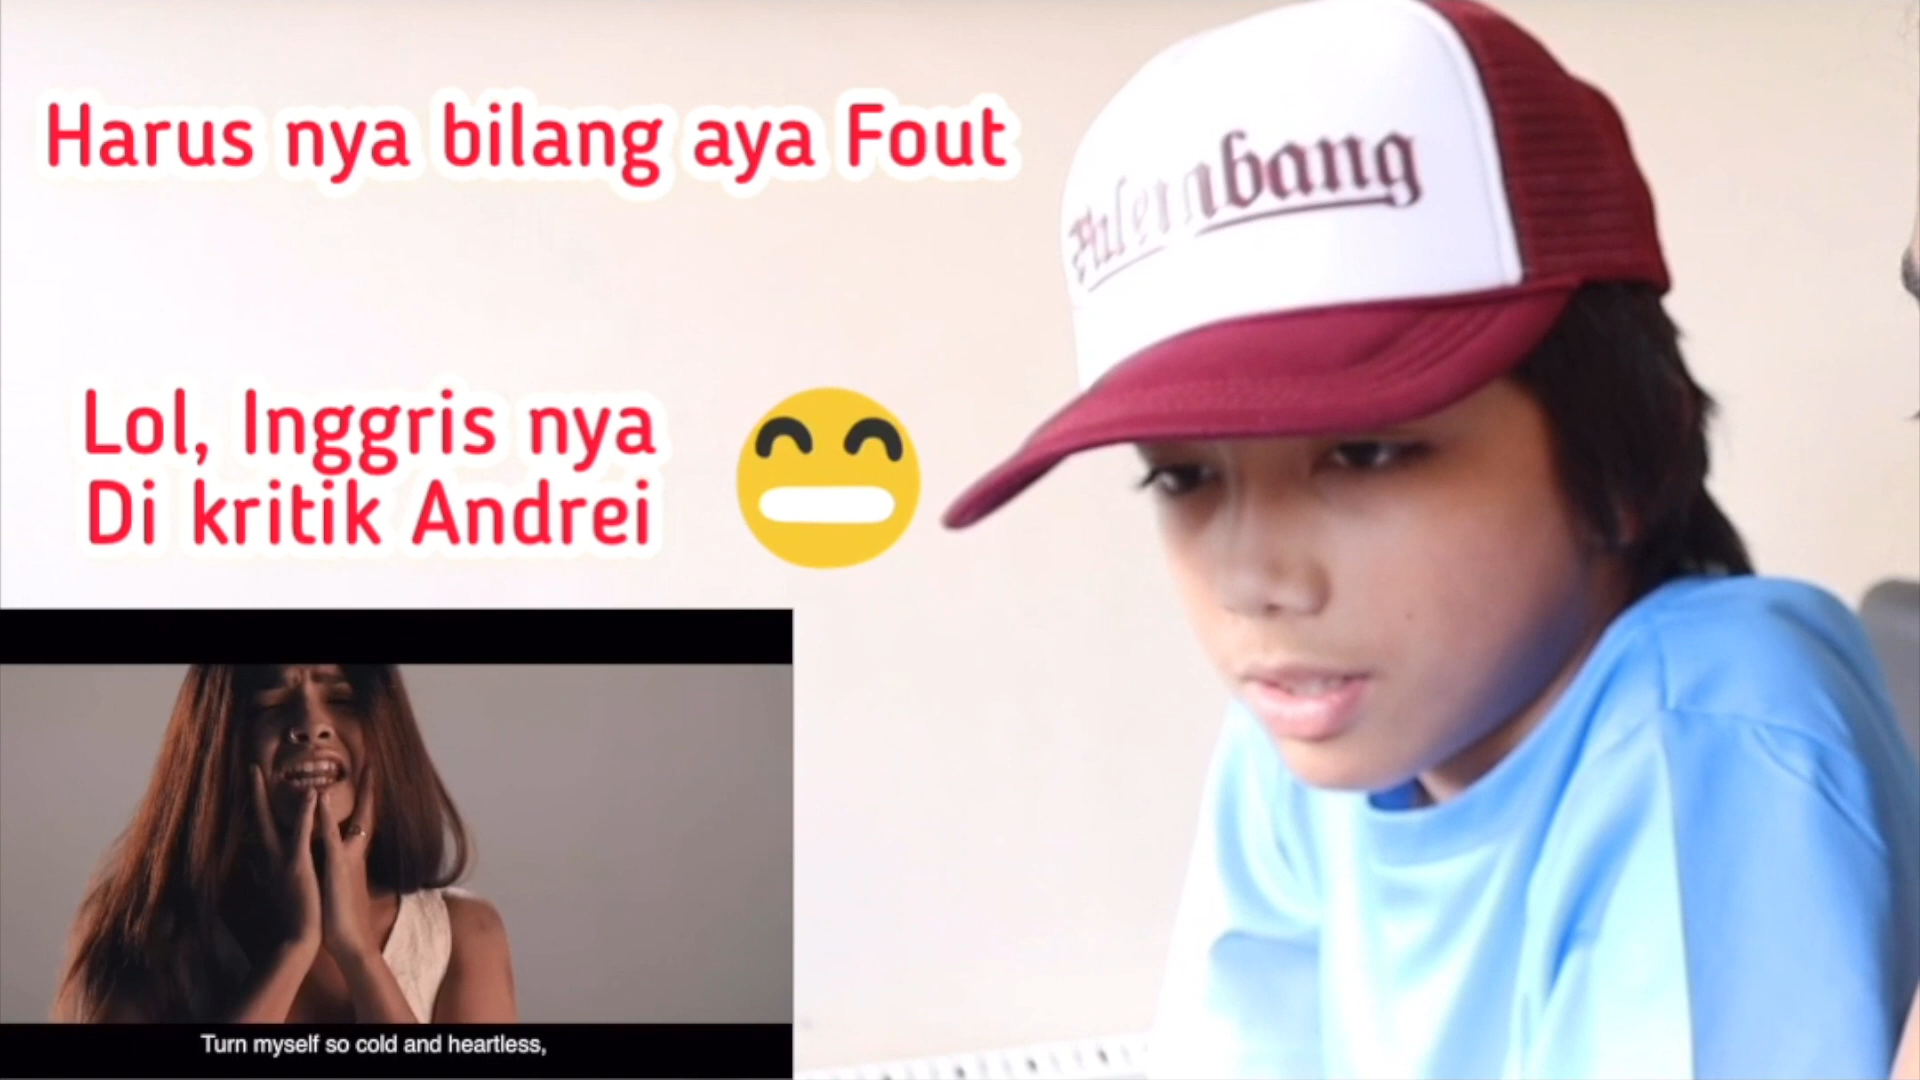 Harus nya bilang aya Fout
Palembang
Lol, Inggris nya
Di kritik Andrei
Turn myself so cold and heartless,